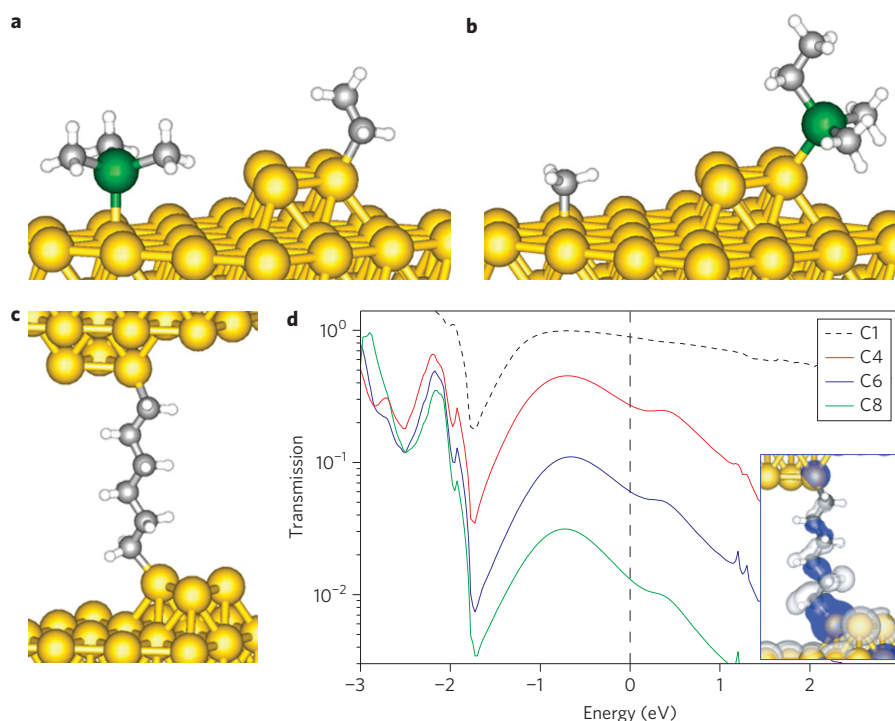 a
b
c
d
10⁰
10⁻¹
10⁻²
Transmission
−3
−2
−1
0
1
2
Energy (eV)
C1
C4
C6
C8